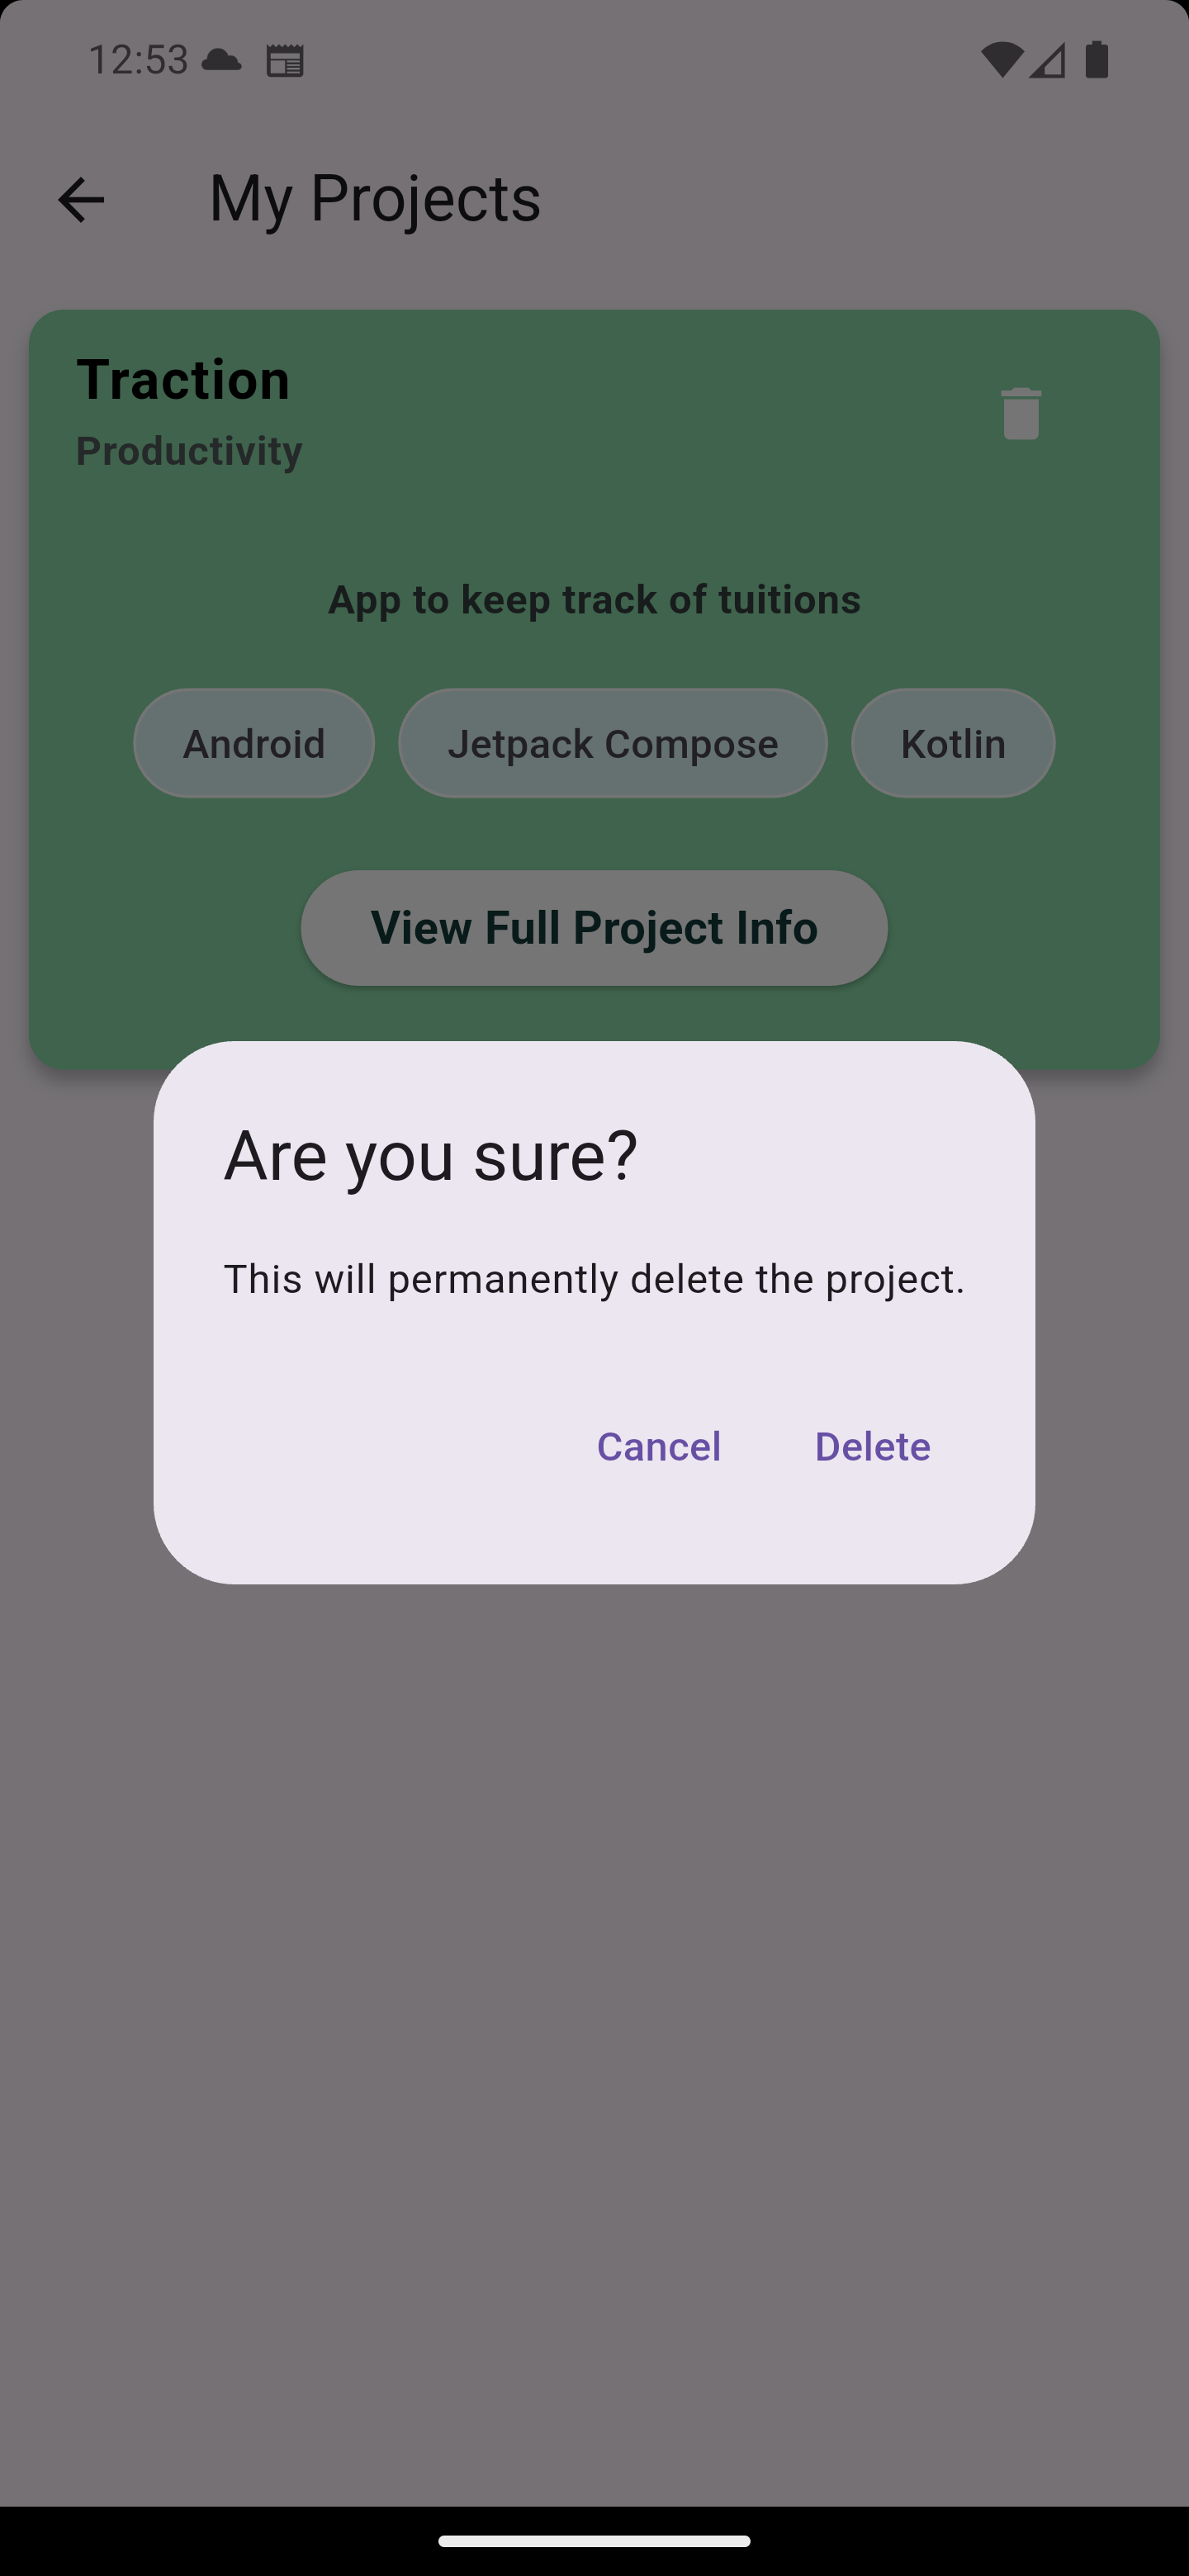 12:53
My Projects
Traction
Productivity
App to keep track of tuitions
Android Jetpack Compose Kotlin
View Full Project Info
Are you sure?
This will permanently delete the project.
Cancel Delete